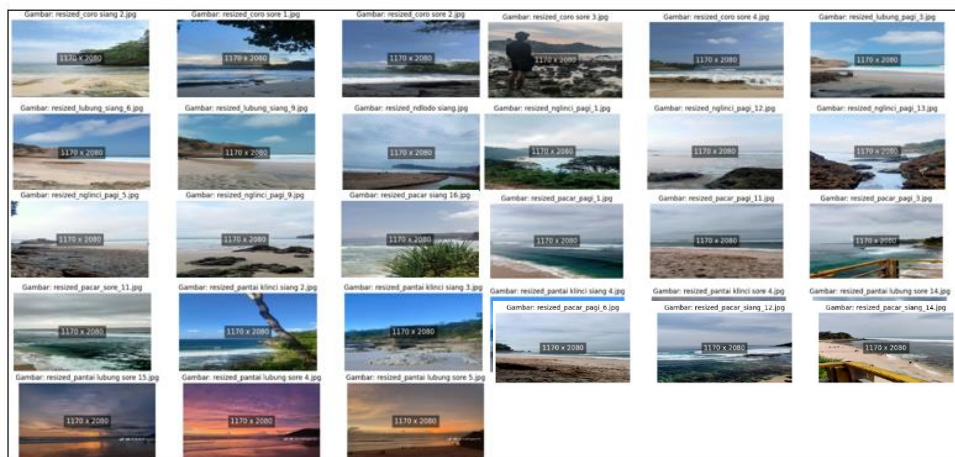 Gambar: resized_coro siang 2.jpg
Gambar: resized_coro sore 1.jpg
Gambar: resized_coro sore 2.jpg
Gambar: resized_coro sore 3.jpg
Gambar: resized_coro sore 4.jpg
Gambar: resized_lubung_pagi_3.jpg
1170 x 2080
1170 x 2080
1170 x 2080
1170 x 2080
1170 x 2080
1170 x 2080
Gambar: resized_lubung_siang_6.jpg
Gambar: resized_lubung_siang_9.jpg
Gambar: resized_ndlodo siang.jpg
Gambar: resized_nglinci_pagi_1.jpg
Gambar: resized_nglinci_pagi_12.jpg
Gambar: resized_nglinci_pagi_13.jpg
1170 x 2080
1170 x 2080
1170 x 2080
1170 x 2080
1170 x 2080
1170 x 2080
Gambar: resized_nglinci_pagi_5.jpg
Gambar: resized_nglinci_pagi_9.jpg
Gambar: resized_pacar siang 16.jpg
Gambar: resized_pacar_pagi_1.jpg
Gambar: resized_pacar_pagi_11.jpg
Gambar: resized_pacar_pagi_3.jpg
1170 x 2080
1170 x 2080
1170 x 2080
1170 x 2080
1170 x 2080
1170 x 2080
Gambar: resized_pacar_sore_11.jpg
Gambar: resized_pantai klinci siang 2.jpg
Gambar: resized_pantai klinci siang 3.jpg
Gambar: resized_pantai klinci siang 4.jpg
Gambar: resized_pantai klinci sore 4.jpg
Gambar: resized_pantai lubung sore 14.jpg
Gambar: resized_pacar_pagi_6.jpg
Gambar: resized_pacar_siang_12.jpg
Gambar: resized_pacar_siang_14.jpg
1170 x 2080
1170 x 2080
1170 x 2080
1170 x 2080
1170 x 2080
1170 x 2080
Gambar: resized_pantai lubung sore 15.jpg
Gambar: resized_pantai lubung sore 4.jpg
Gambar: resized_pantai lubung sore 5.jpg
1170 x 2080
1170 x 2080
1170 x 2080